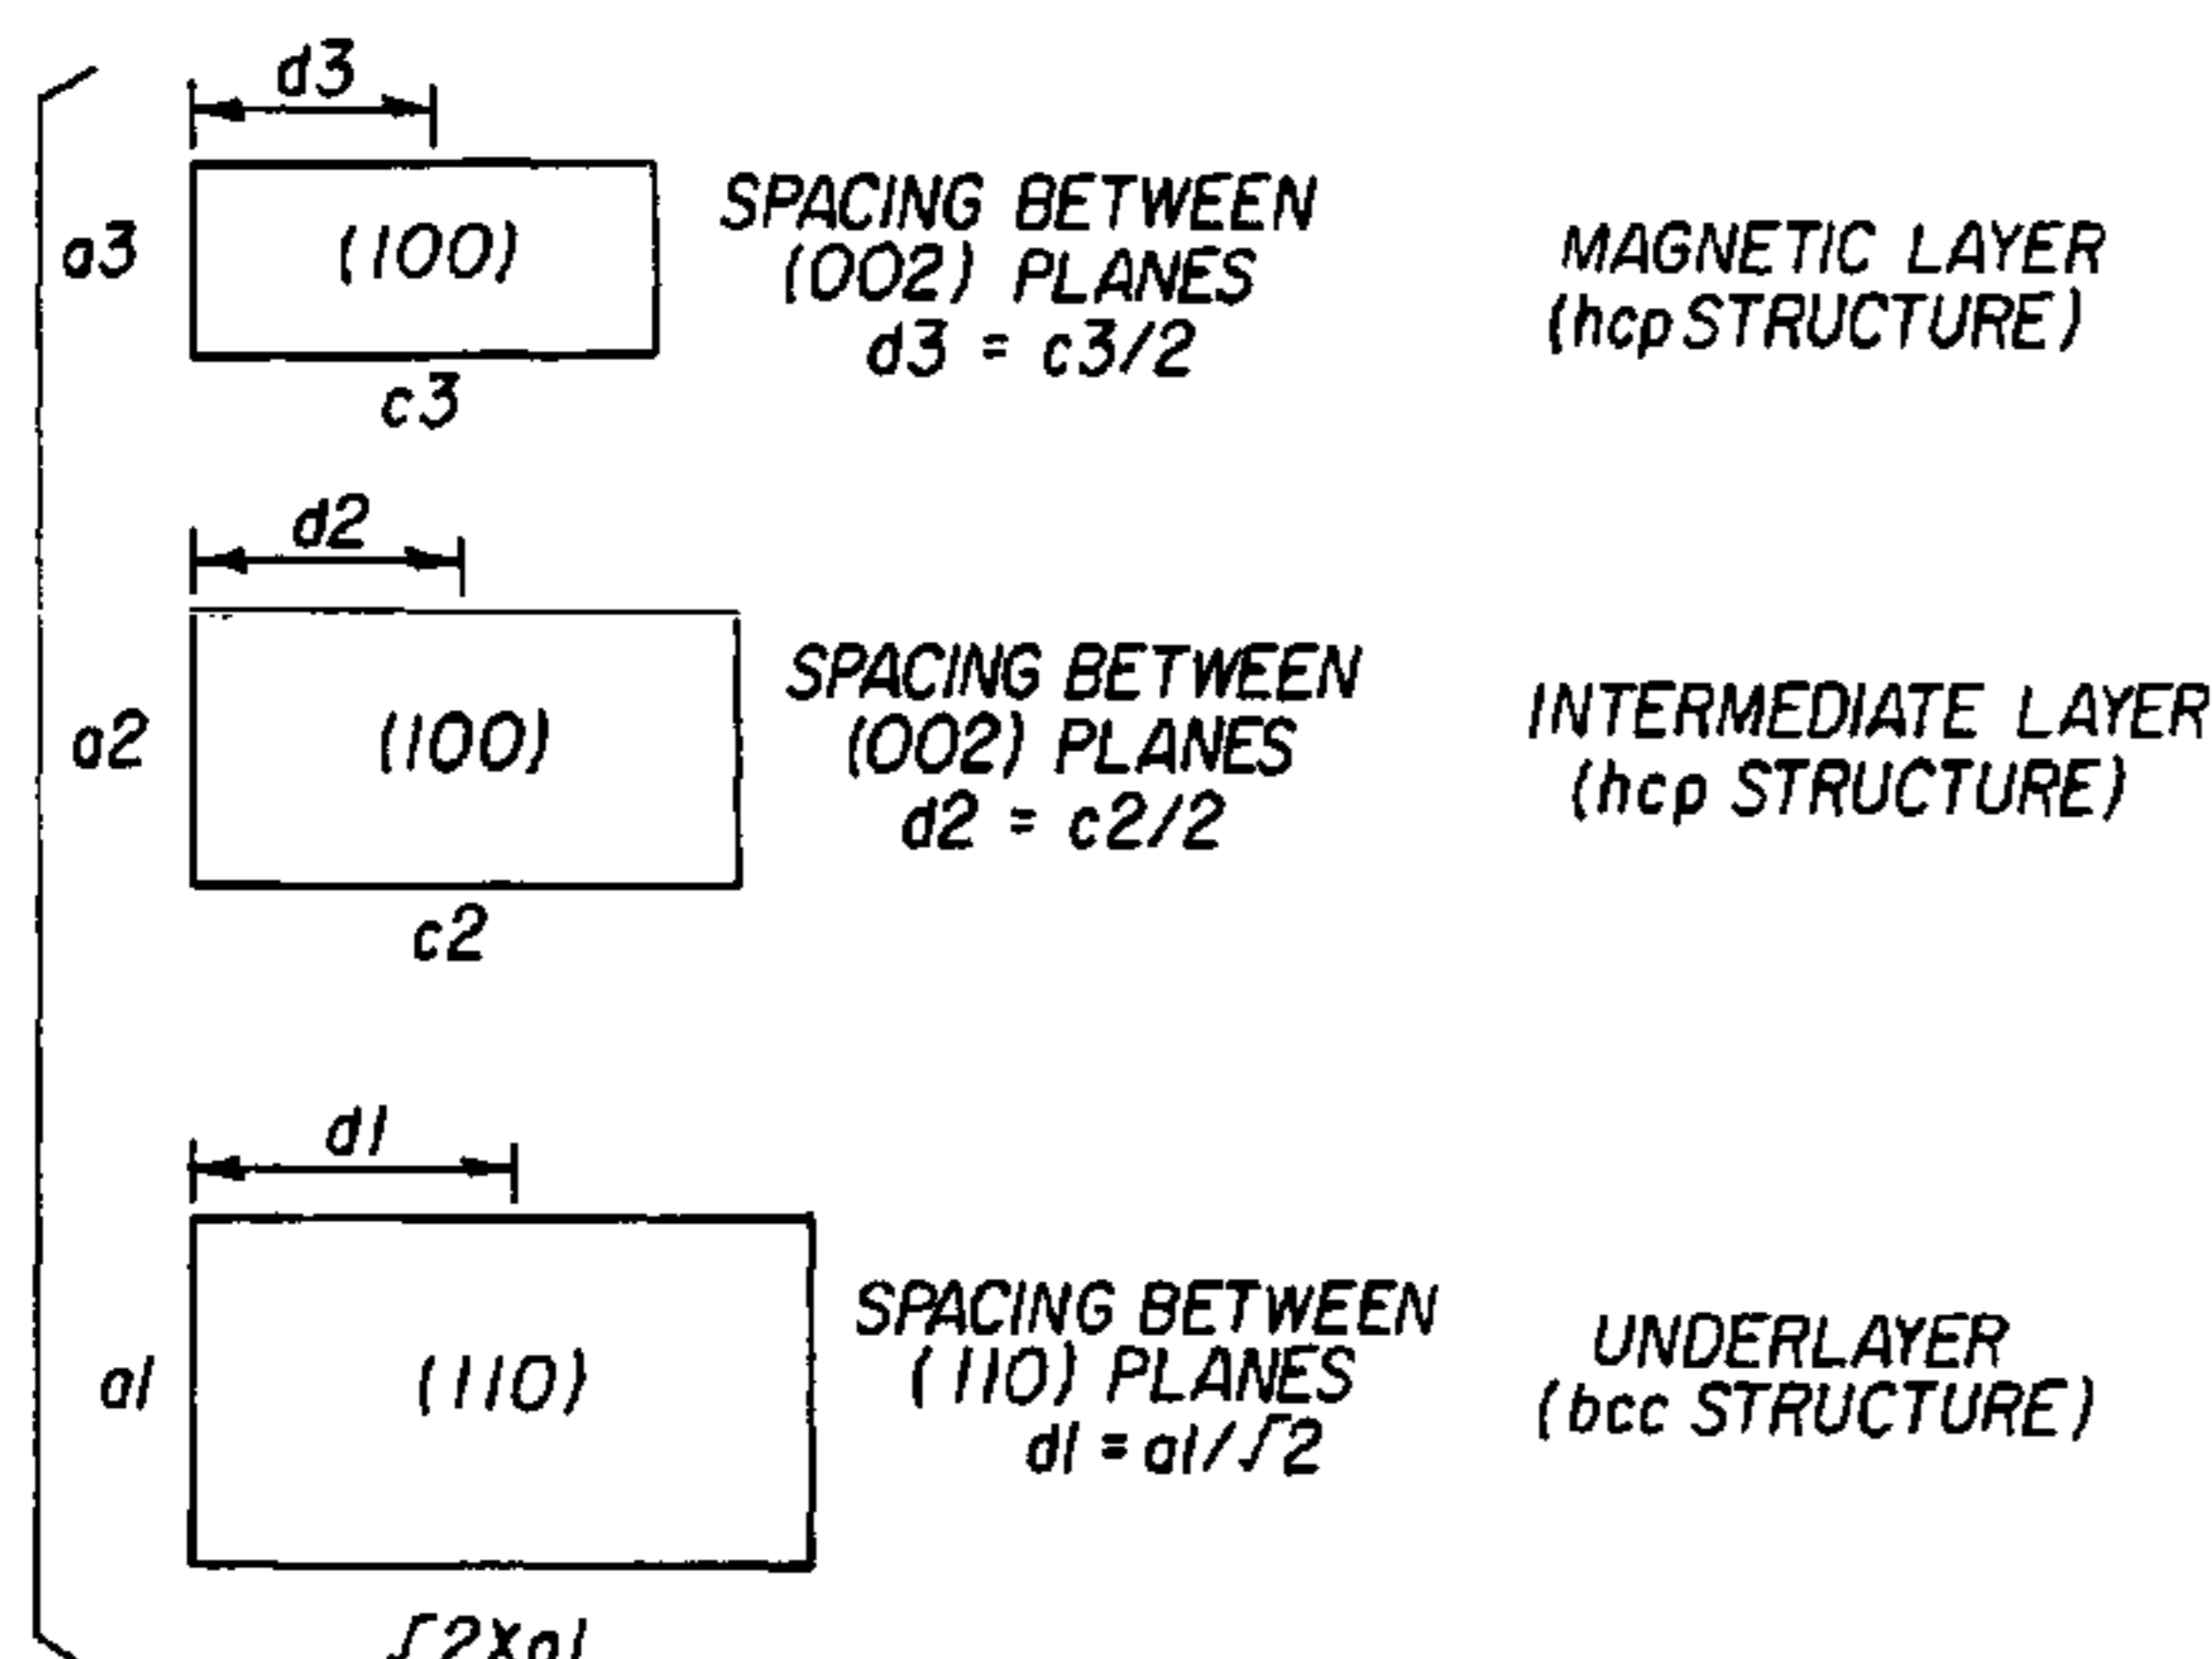 d3
a3
(100)
c3
SPACING BETWEEN
(002) PLANES
d3 = c3/2
MAGNETIC LAYER
(hcp STRUCTURE)
d2
a2
(100)
c2
SPACING BETWEEN
(002) PLANES
d2 = c2/2
INTERMEDIATE LAYER
(hcp STRUCTURE)
d1
a1
(110)
√2Xa1
SPACING BETWEEN
(110) PLANES
d1 = a1/√2
UNDERLAYER
(bcc STRUCTURE)